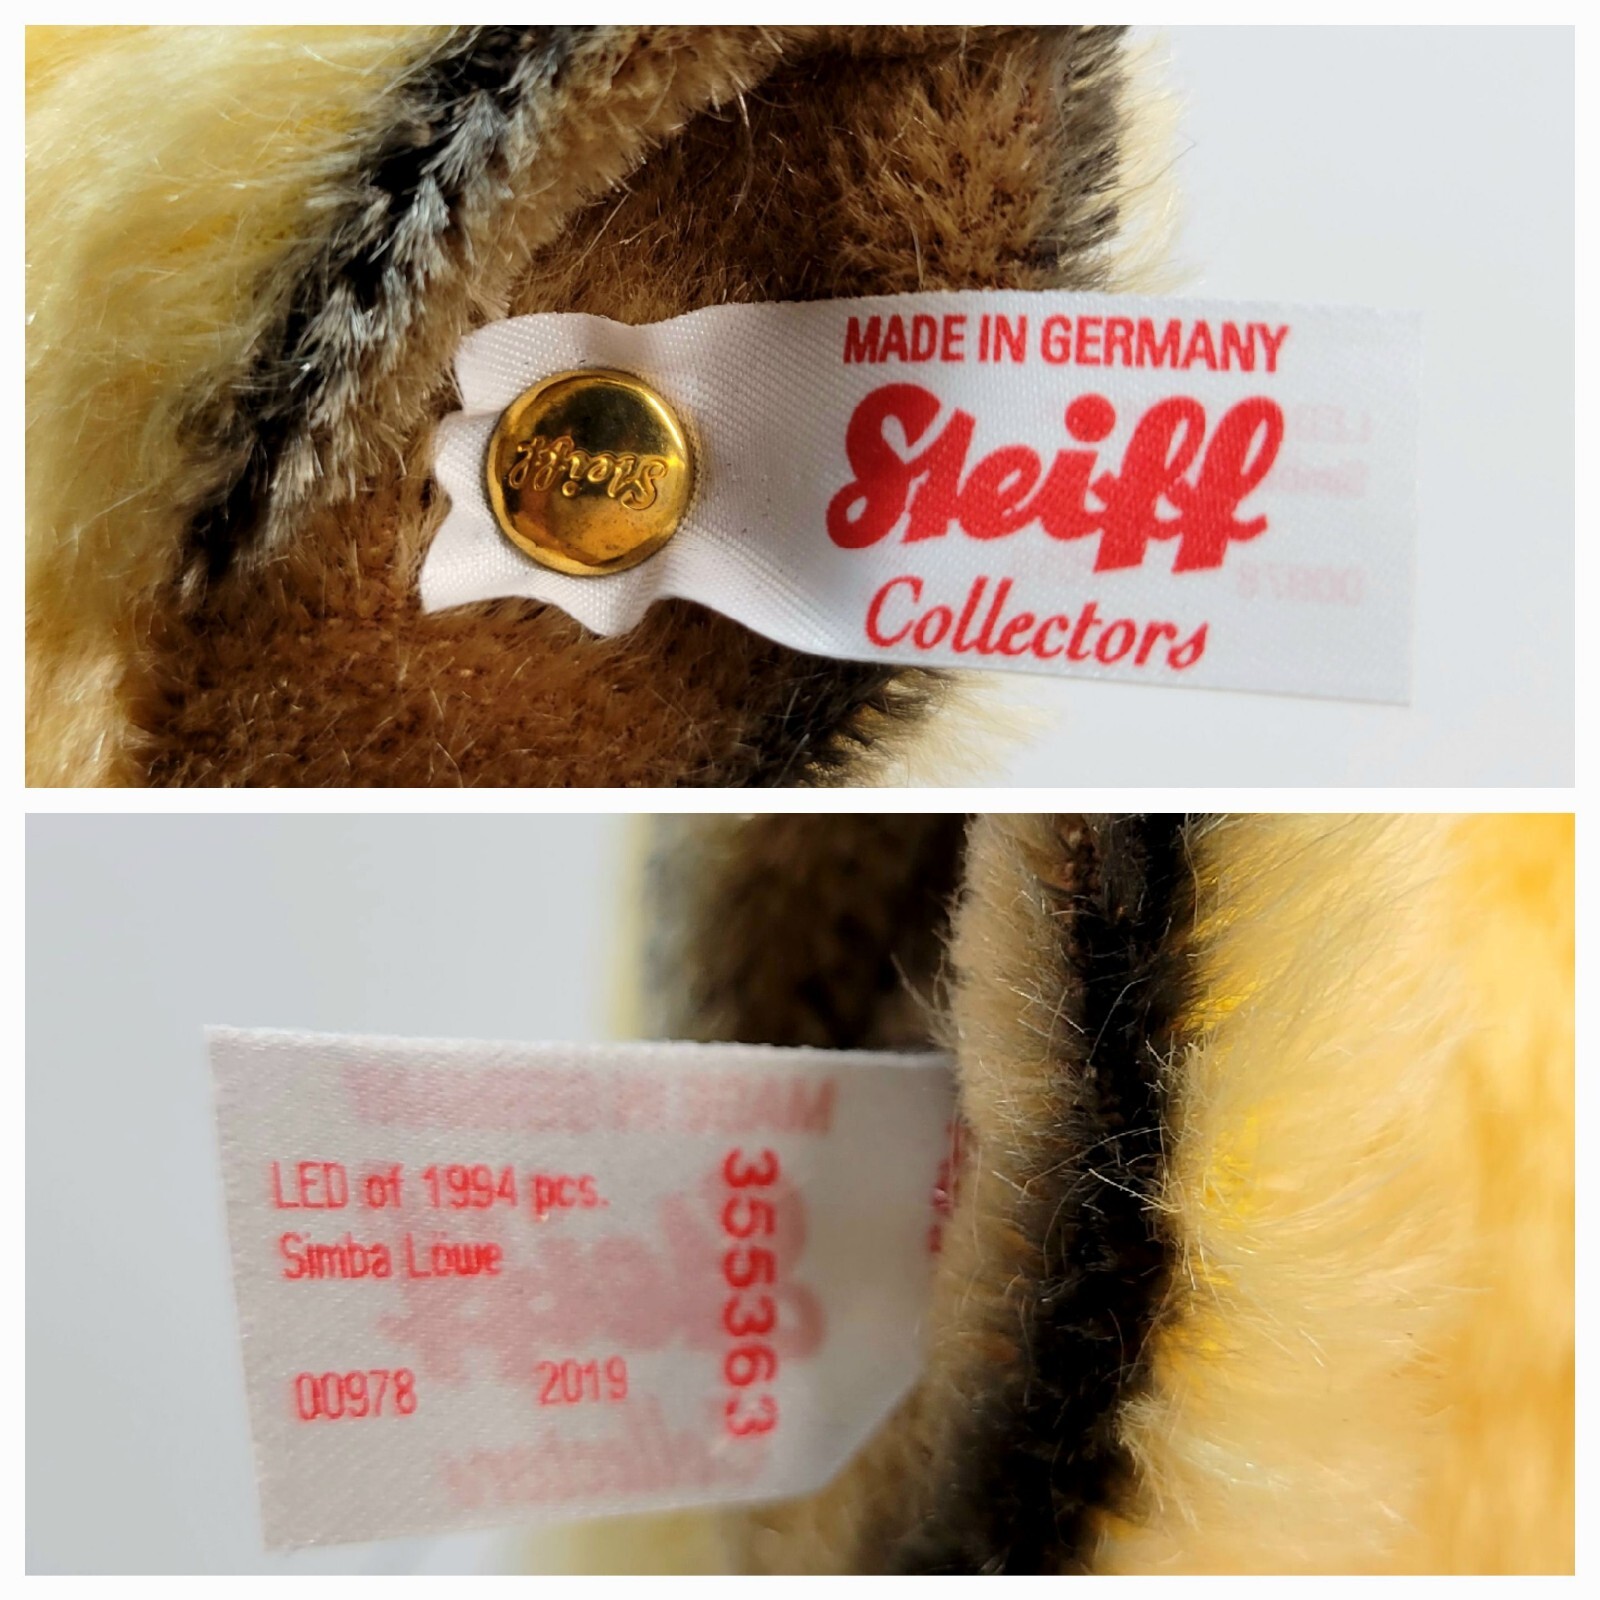 Steiff
MADE IN GERMANY
Steiff
Collectors
LED of 1994 pcs.
Simba Löwe
00978 2019
355363